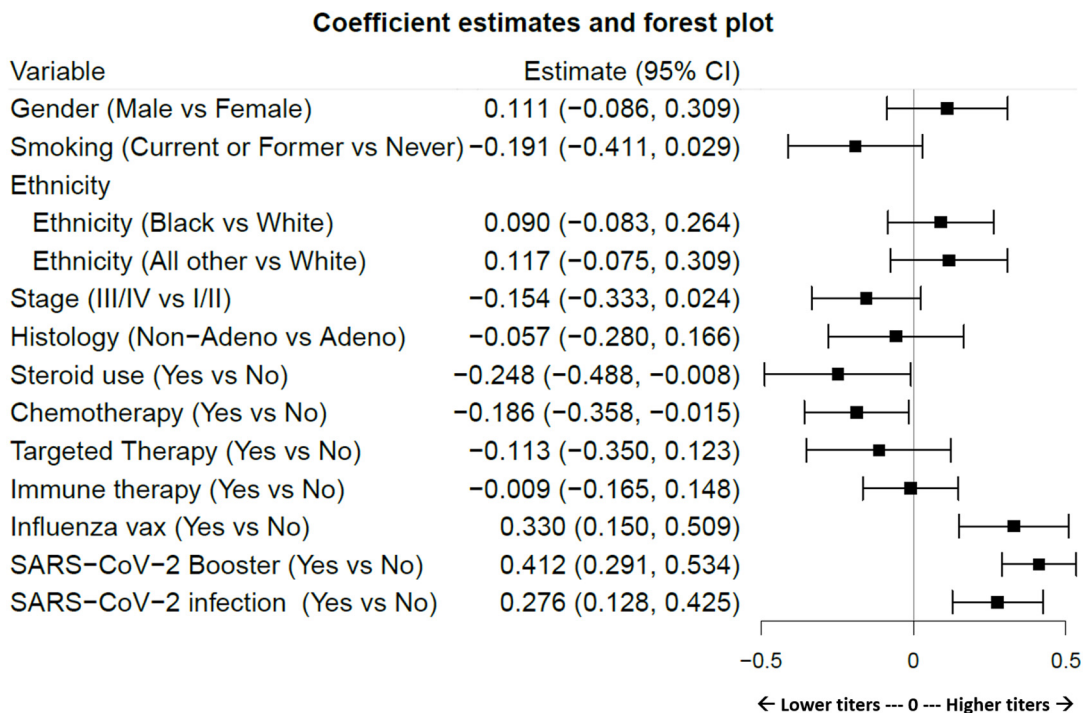 Coefficient estimates and forest plot
Variable Estimate (95% CI)
Gender (Male vs Female) 0.111 (−0.086, 0.309)
Smoking (Current or Former vs Never) −0.191 (−0.411, 0.029)
Ethnicity
Ethnicity (Black vs White) 0.090 (−0.083, 0.264)
Ethnicity (All other vs White) 0.117 (−0.075, 0.309)
Stage (III/IV vs I/II) −0.154 (−0.333, 0.024)
Histology (Non−Adeno vs Adeno) −0.057 (−0.280, 0.166)
Steroid use (Yes vs No) −0.248 (−0.488, −0.008)
Chemotherapy (Yes vs No) −0.186 (−0.358, −0.015)
Targeted Therapy (Yes vs No) −0.113 (−0.350, 0.123)
Immune therapy (Yes vs No) −0.009 (−0.165, 0.148)
Influenza vax (Yes vs No) 0.330 (0.150, 0.509)
SARS−CoV−2 Booster (Yes vs No) 0.412 (0.291, 0.534)
SARS−CoV−2 infection (Yes vs No) 0.276 (0.128, 0.425)
−0.5 0 0.5
← Lower titers --- 0 --- Higher titers →